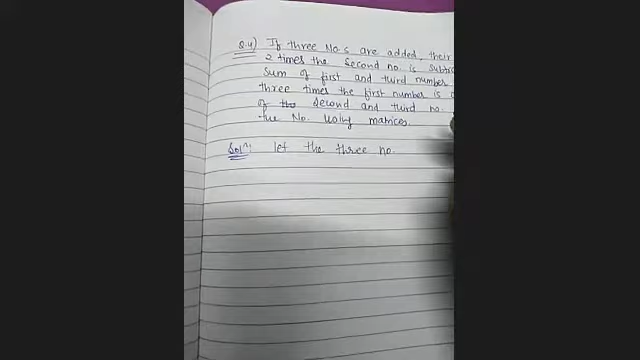 Q.4) If three No.s are added, their
2 times the second no. is subtra
sum of first and third number
three times the first number is
of the second and third no.
the No. using matrices.
Solⁿ: let the three no.